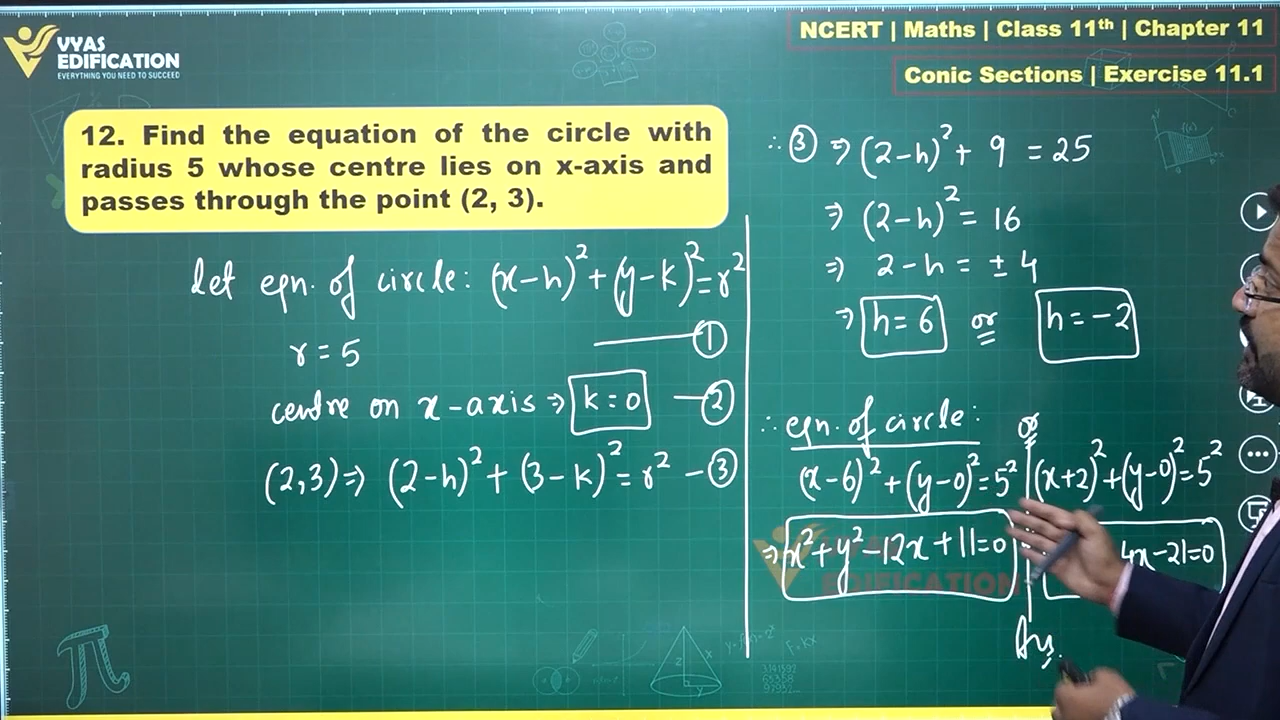 VYAS
EDIFICATION
EVERYTHING YOU NEED TO SUCCEED
NCERT | Maths | Class 11th | Chapter 11
Conic Sections | Exercise 11.1
12. Find the equation of the circle with
radius 5 whose centre lies on x-axis and
passes through the point (2, 3).
let eqn. of circle: (x-h)²+(y-k)²=r²
r = 5 ①
centre on x-axis ⇒ k=0 — ②
(2,3) ⇒ (2-h)² + (3-k)² = r² — ③
∴ ③ ⇒ (2-h)² + 9 = 25
⇒ (2-h)² = 16
⇒ 2-h = ±4
⇒ h=6 or h=-2
∴ eqn. of circle: or
(x-6)²+(y-0)²=5² (x+2)²+(y-0)²=5²
⇒ x²+y²-12x+11=0 4x-21=0
Ans.
VYAS
EDIFICATION